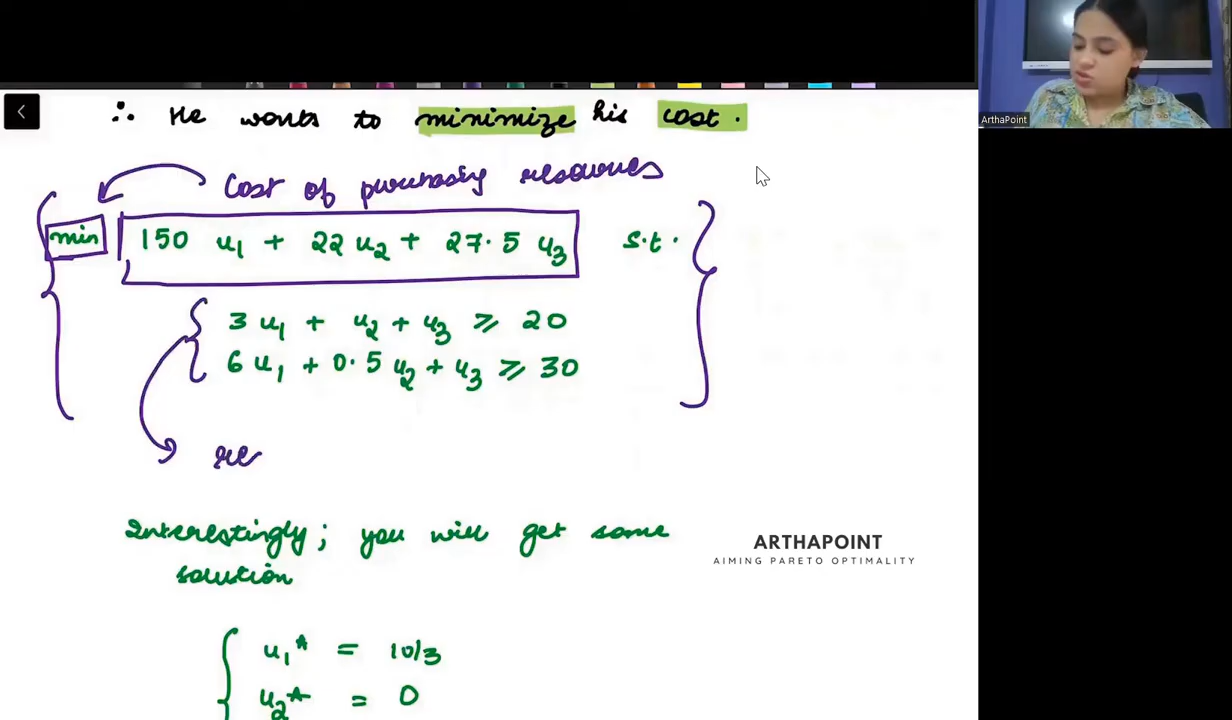 ∴ He wants to minimize his cost.
Cost of purchasing resources
min 150 u1 + 22 u2 + 27.5 u3 s.t.
3 u1 + u2 + u3 ≥ 20
6 u1 + 0.5 u2 + u3 ≥ 30
re
Interestingly; you will get same
solution
u1* = 10/3
u2* = 0
ARTHAPOINT
AIMING PARETO OPTIMALITY
ArthaPoint